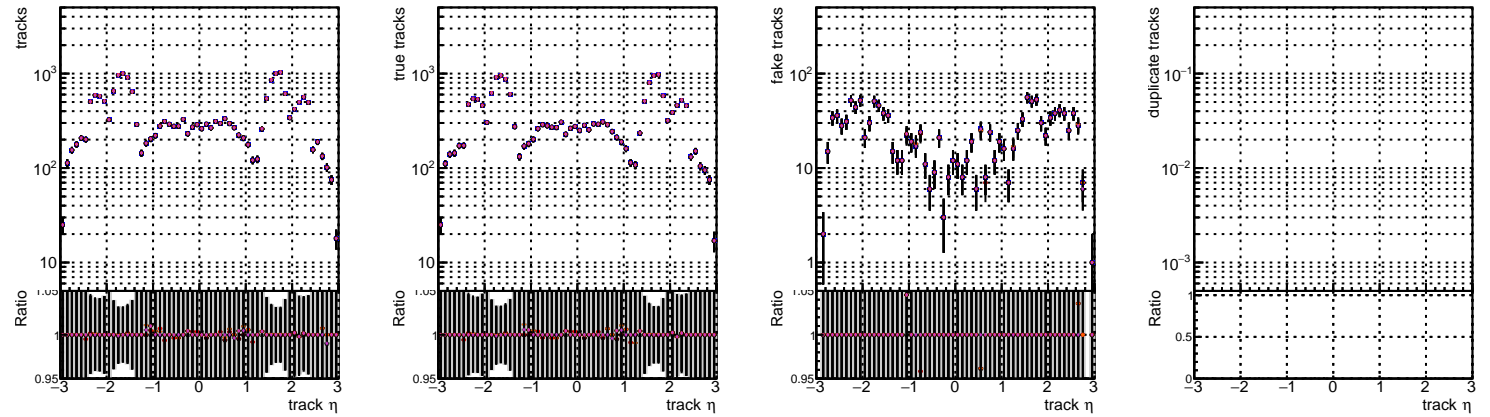 tracks
10³
10²
10
Ratio
1.05
1
0.95
−3 −2 −1 0 1 2 3
track η
true tracks
10³
10²
10
Ratio
1.05
1
0.95
−3 −2 −1 0 1 2 3
track η
fake tracks
10²
10
1
Ratio
1.05
1
0.95
−3 −2 −1 0 1 2 3
track η
duplicate tracks
10⁻¹
10⁻²
10⁻³
Ratio
1
0.5
0
−3 −2 −1 0 1 2 3
track η